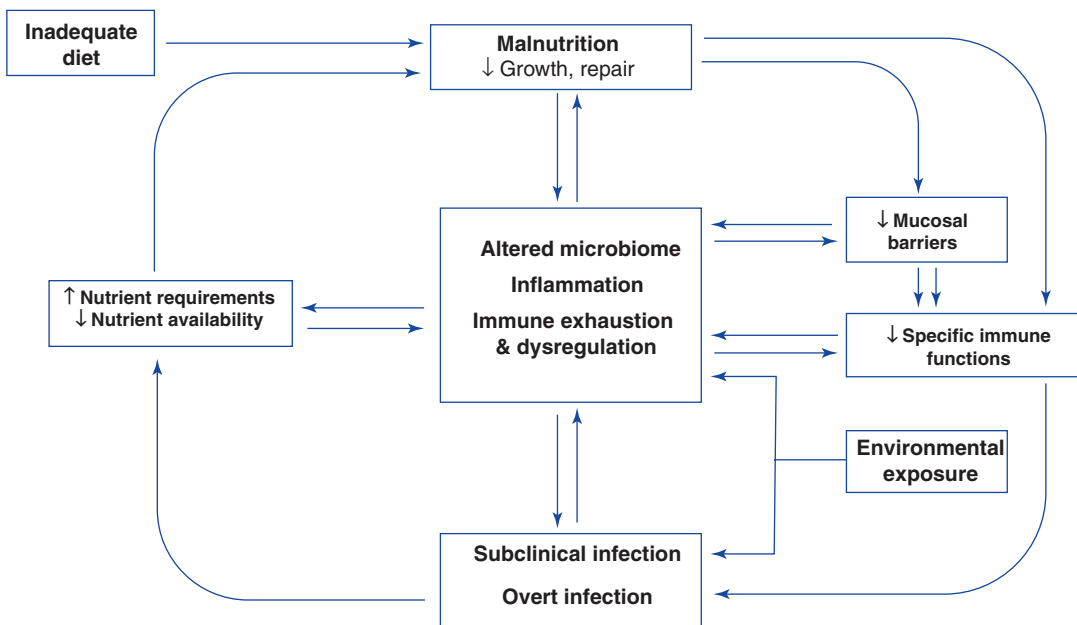 Inadequate
diet
Malnutrition
↓ Growth, repair
↓ Mucosal
barriers
Altered microbiome
Inflammation
Immune exhaustion
& dysregulation
↑ Nutrient requirements
↓ Nutrient availability
↓ Specific immune
functions
Environmental
exposure
Subclinical infection
Overt infection